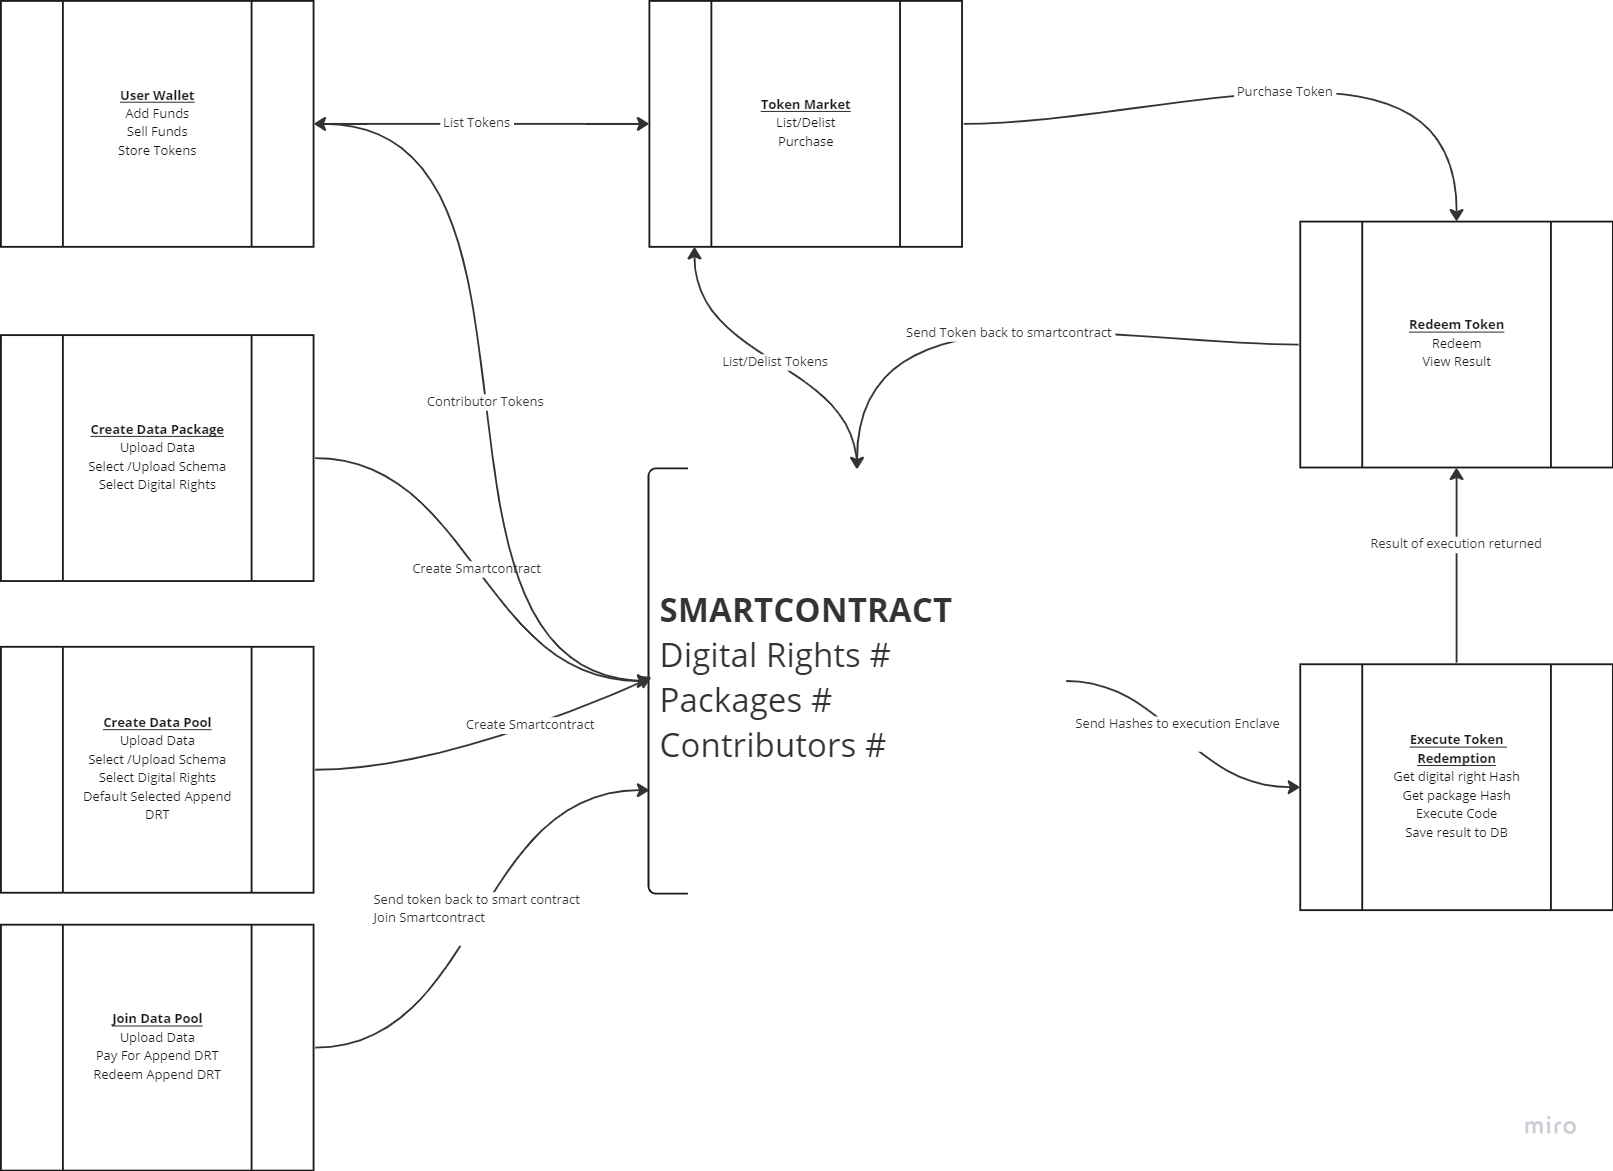 User Wallet
Add Funds
Sell Funds
Store Tokens
List Tokens
Token Market
List/Delist
Purchase
Purchase Token
Redeem Token
Redeem
View Result
Send Token back to smartcontract
List/Delist Tokens
Contributor Tokens
Create Data Package
Upload Data
Select /Upload Schema
Select Digital Rights
Create Smartcontract
Result of execution returned
SMARTCONTRACT
Digital Rights #
Packages #
Contributors #
Create Data Pool
Upload Data
Select /Upload Schema
Select Digital Rights
Default Selected Append
DRT
Create Smartcontract
Send Hashes to execution Enclave
Execute Token
Redemption
Get digital right Hash
Get package Hash
Execute Code
Save result to DB
Send token back to smart contract
Join Smartcontract
Join Data Pool
Upload Data
Pay For Append DRT
Redeem Append DRT
miro